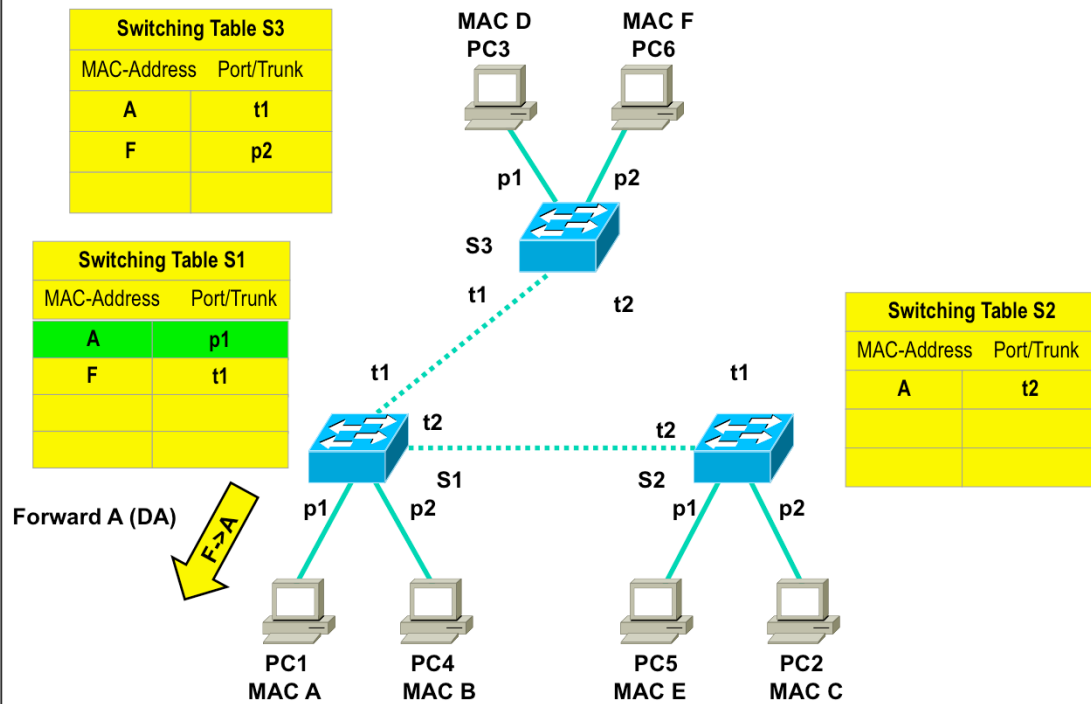 Switching Table S3
MAC-Address Port/Trunk
A t1
F p2
MAC D
PC3
MAC F
PC6
p1
p2
S3
t1
t2
Switching Table S1
MAC-Address Port/Trunk
A p1
F t1
Switching Table S2
MAC-Address Port/Trunk
A t2
t1
t2
S1
p1
p2
t1
t2
S2
p1
p2
Forward A (DA)
F->A
PC1
MAC A
PC4
MAC B
PC5
MAC E
PC2
MAC C